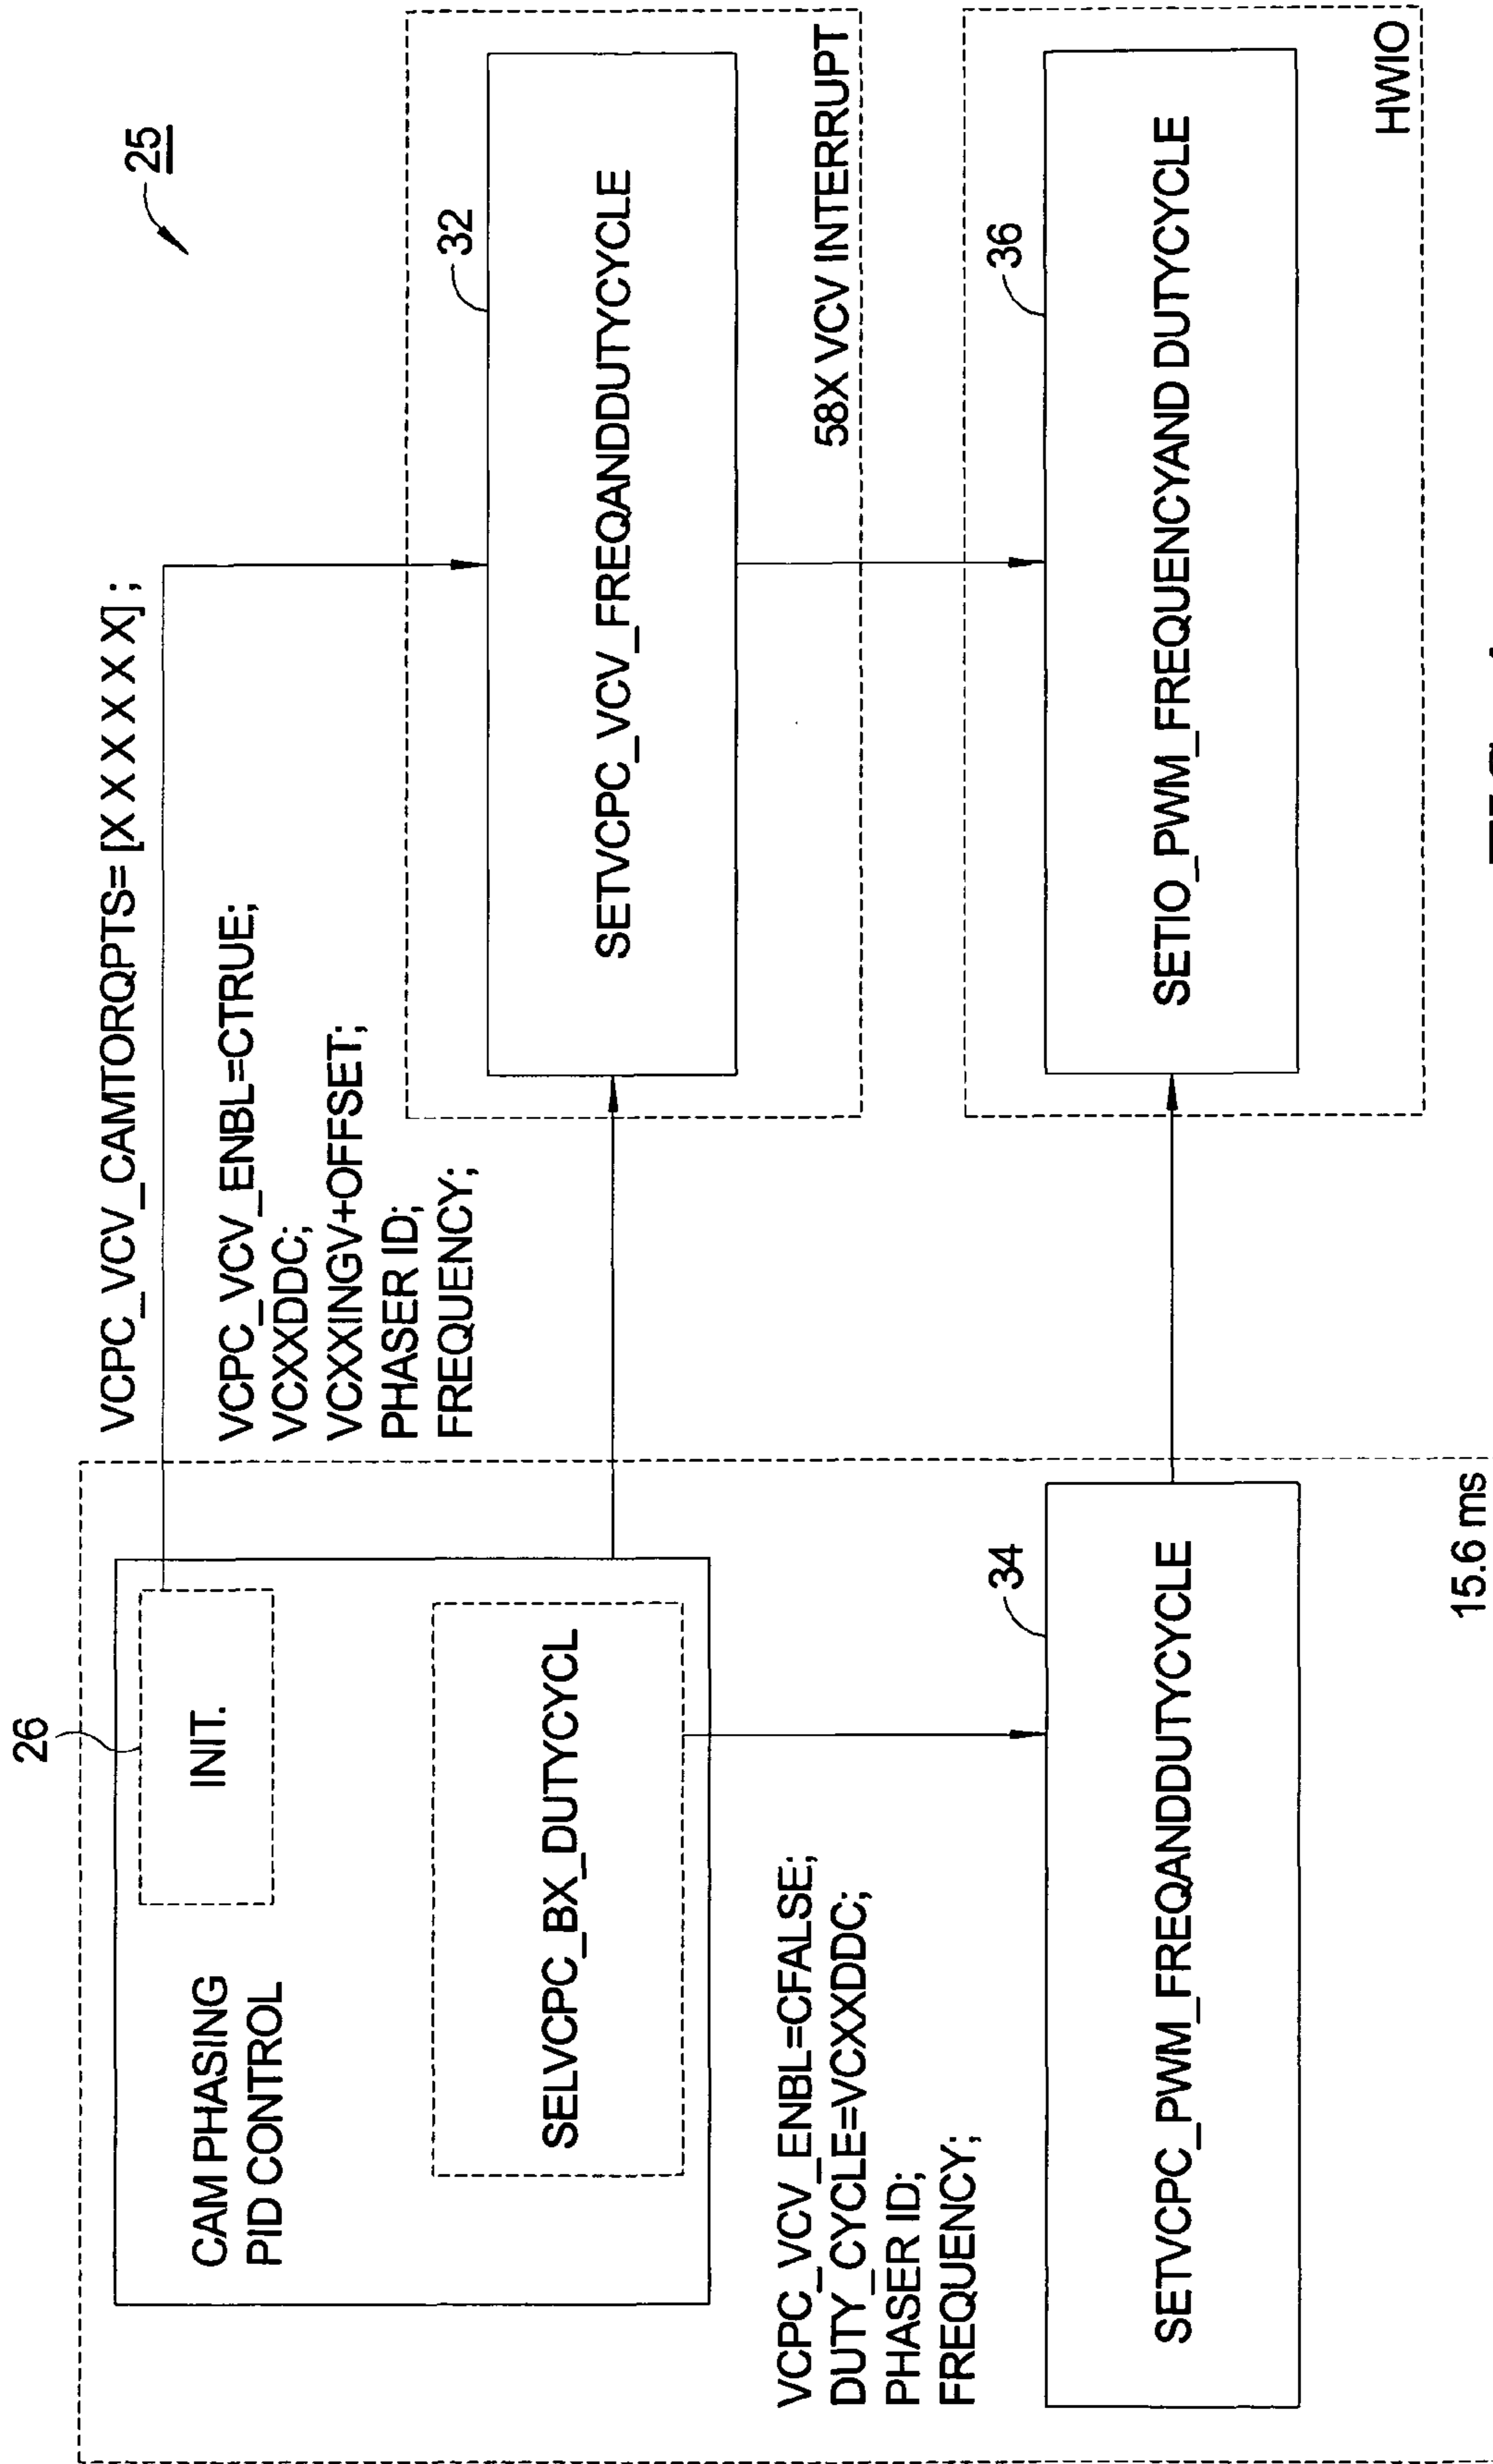 25
26
CAM PHASING
PID CONTROL
INIT.
SELVCPC_BX_DUTYCYCL
VCPC_VCV_CAMTORQPTS= [X X X X X X] ;
VCPC_VCV_ENBL=CTRUE;
VCXXDDC;
VCXXINGV+OFFSET;
PHASER ID;
FREQUENCY;
32
SETVCPC_VCV_FREQANDDUTYCYCLE
58X VCV INTERRUPT
VCPC_VCV_ENBL=CFALSE;
DUTY_CYCLE=VCXXDDC;
PHASER ID;
FREQUENCY;
34
SETVCPC_PWM_FREQANDDUTYCYCLE
15.6 ms
36
SETIO_PWM_FREQUENCYAND DUTYCYCLE
HWIO